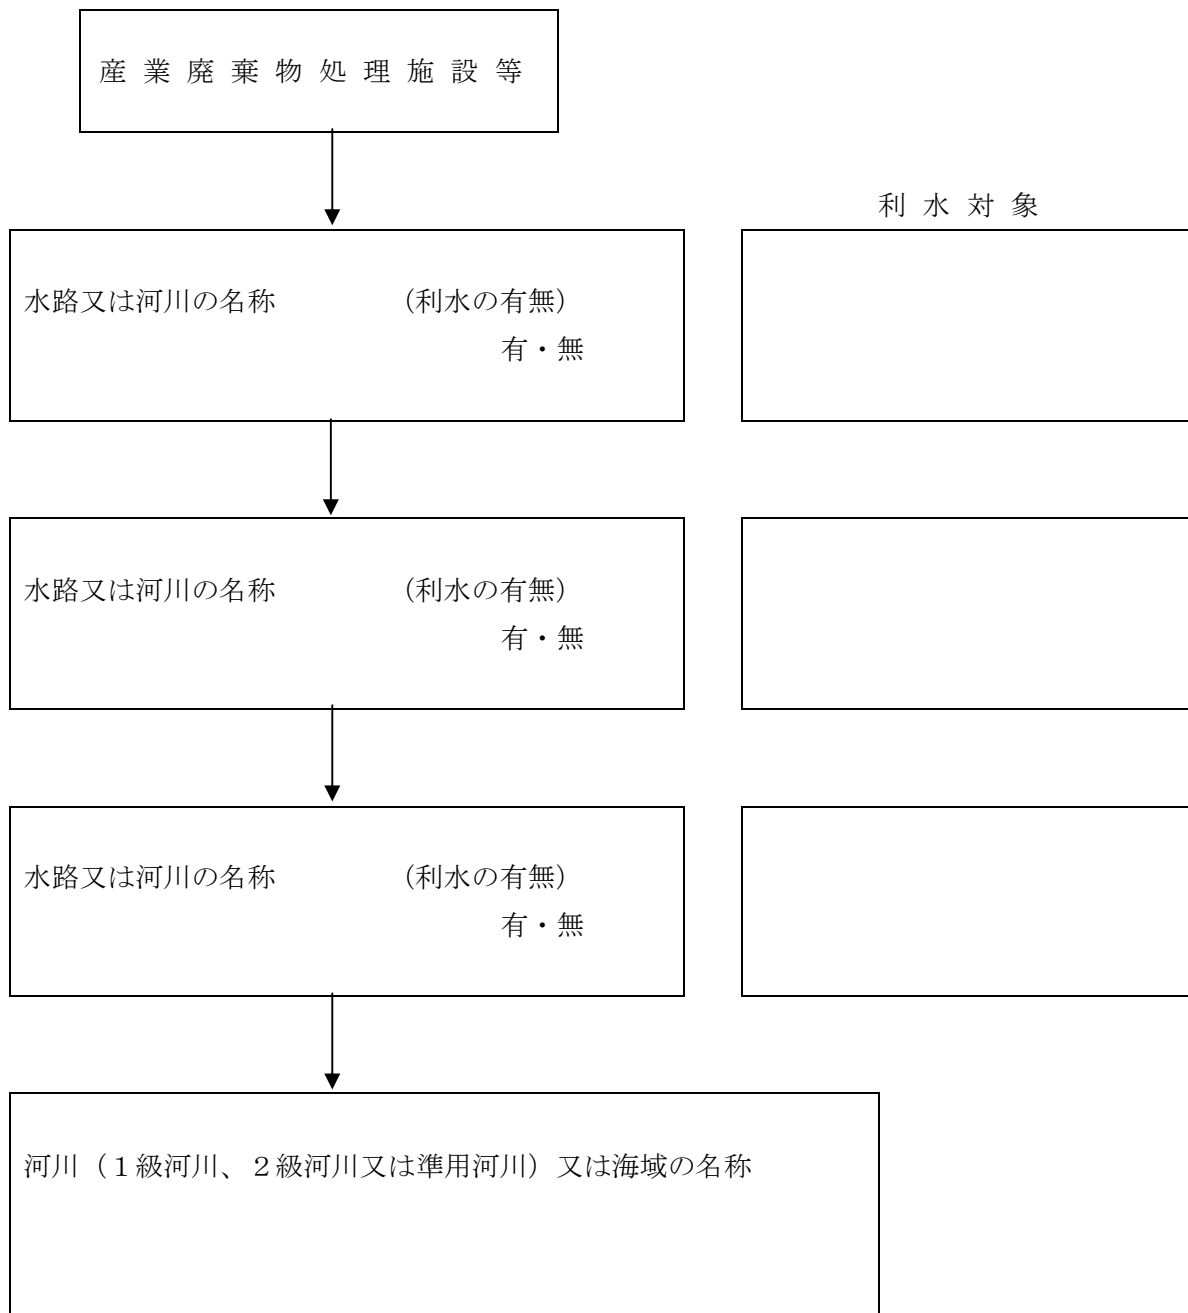 産業廃棄物処理施設等
利水対象
水路又は河川の名称 (利水の有無)
有・無
水路又は河川の名称 (利水の有無)
有・無
水路又は河川の名称 (利水の有無)
有・無
河川（１級河川、２級河川又は準用河川）又は海域の名称